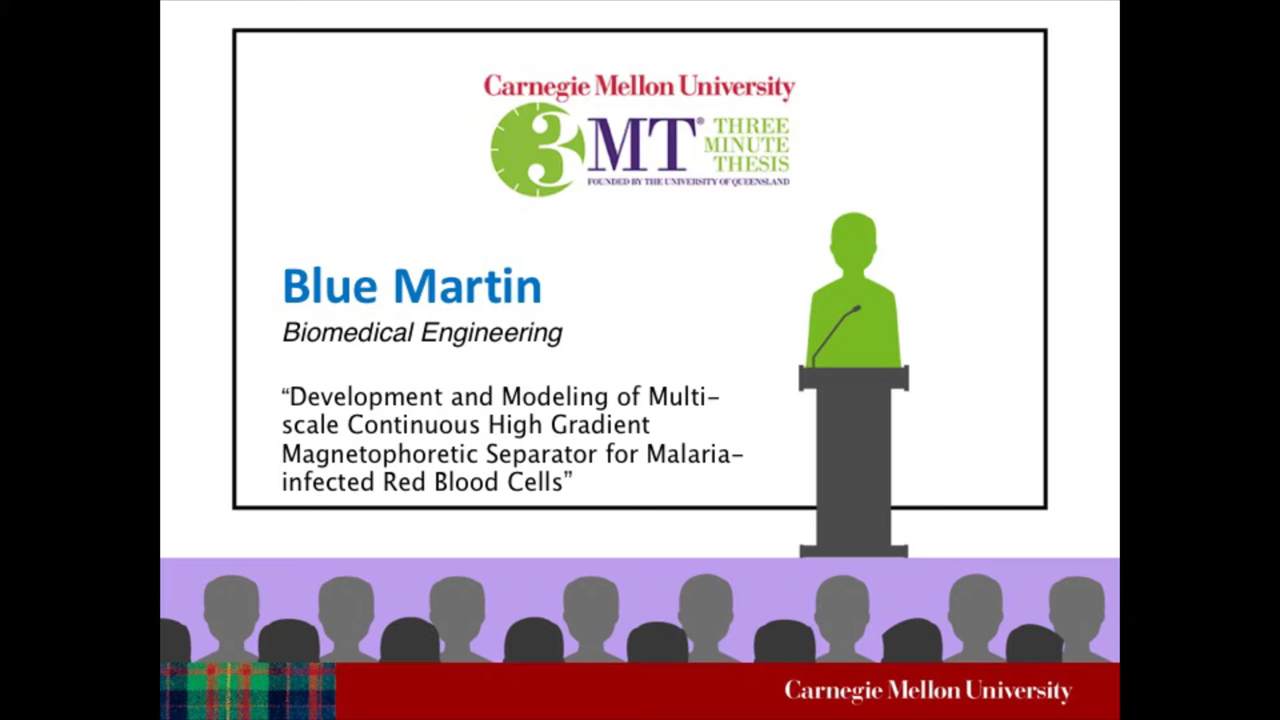 Carnegie Mellon University
3MT® THREE
MINUTE
THESIS
FOUNDED BY THE UNIVERSITY OF QUEENSLAND
Blue Martin
Biomedical Engineering
“Development and Modeling of Multi-
scale Continuous High Gradient
Magnetophoretic Separator for Malaria-
infected Red Blood Cells”
Carnegie Mellon University